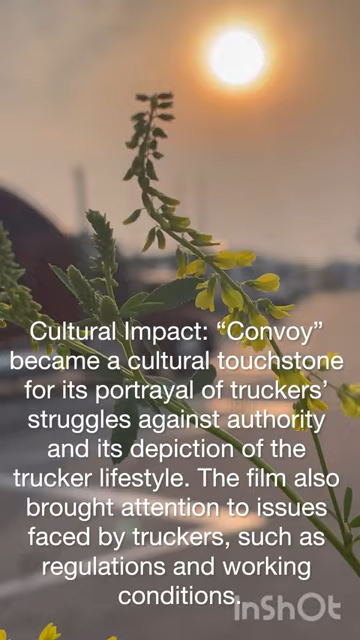 Cultural Impact: “Convoy”
became a cultural touchstone
for its portrayal of truckers’
struggles against authority
and its depiction of the
trucker lifestyle. The film also
brought attention to issues
faced by truckers, such as
regulations and working
conditions.
InShOt